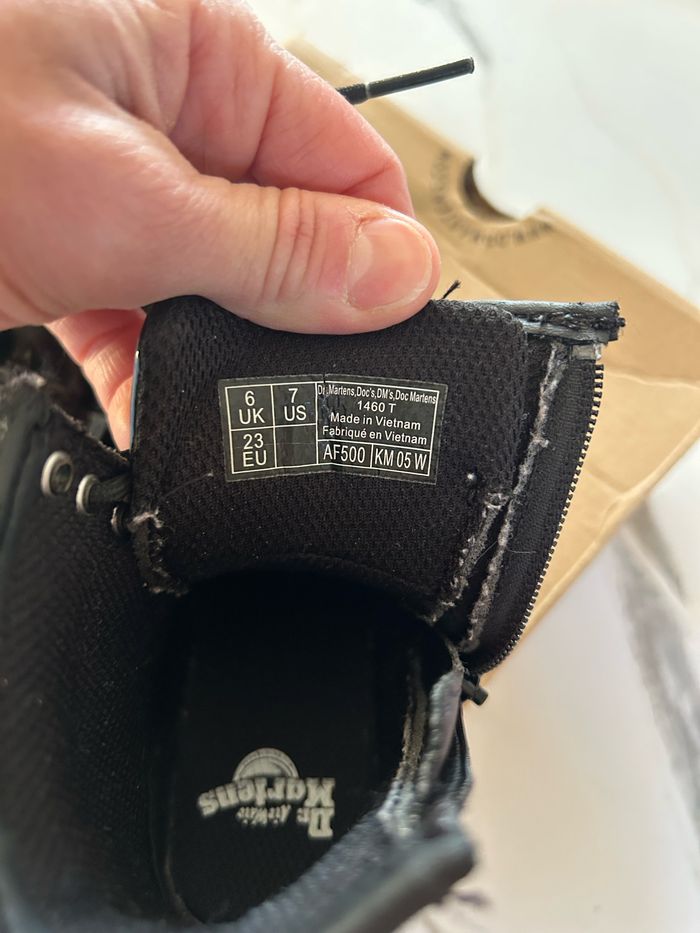 6
UK
7
US
23
EU
Dr.Martens,Doc's,DM's,Doc Martens
1460 T
Made in Vietnam
Fabriqué en Vietnam
AF500
KM 05 W
Dr. Martens
AirWair